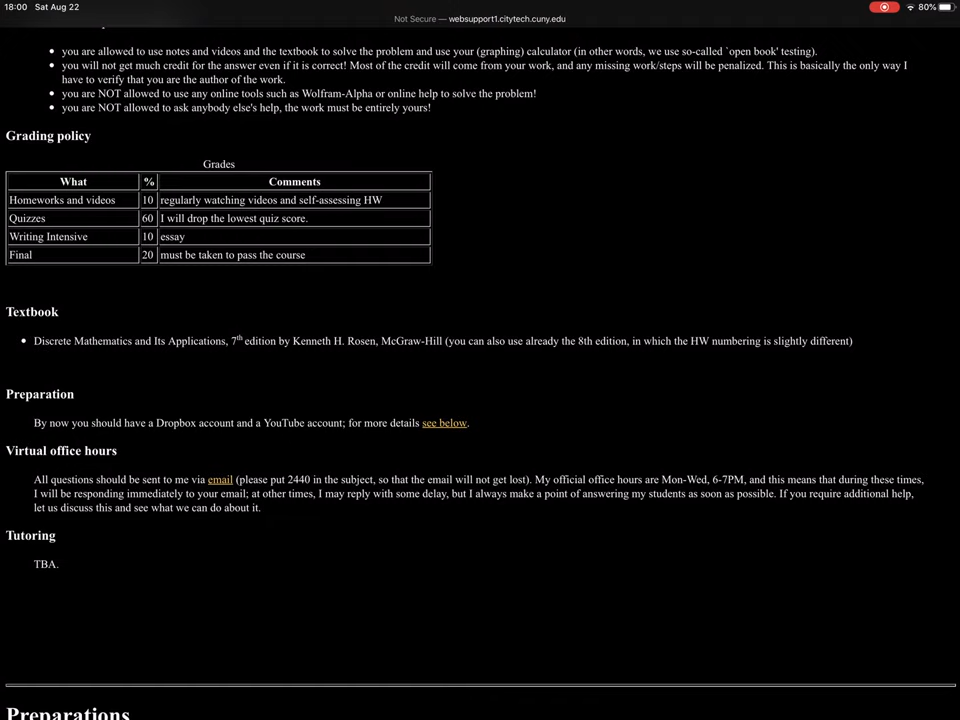 18:00 Sat Aug 22
80%
Not Secure — websupport1.citytech.cuny.edu
you are allowed to use notes and videos and the textbook to solve the problem and use your (graphing) calculator (in other words, we use so-called `open book' testing).
you will not get much credit for the answer even if it is correct! Most of the credit will come from your work, and any missing work/steps will be penalized. This is basically the only way I
have to verify that you are the author of the work.
you are NOT allowed to use any online tools such as Wolfram-Alpha or online help to solve the problem!
you are NOT allowed to ask anybody else's help, the work must be entirely yours!
Grading policy
Grades
What % Comments
Homeworks and videos 10 regularly watching videos and self-assessing HW
Quizzes 60 I will drop the lowest quiz score.
Writing Intensive 10 essay
Final 20 must be taken to pass the course
Textbook
Discrete Mathematics and Its Applications, 7th edition by Kenneth H. Rosen, McGraw-Hill (you can also use already the 8th edition, in which the HW numbering is slightly different)
Preparation
By now you should have a Dropbox account and a YouTube account; for more details see below.
Virtual office hours
All questions should be sent to me via email (please put 2440 in the subject, so that the email will not get lost). My official office hours are Mon-Wed, 6-7PM, and this means that during these times,
I will be responding immediately to your email; at other times, I may reply with some delay, but I always make a point of answering my students as soon as possible. If you require additional help,
let us discuss this and see what we can do about it.
Tutoring
TBA.
Preparations